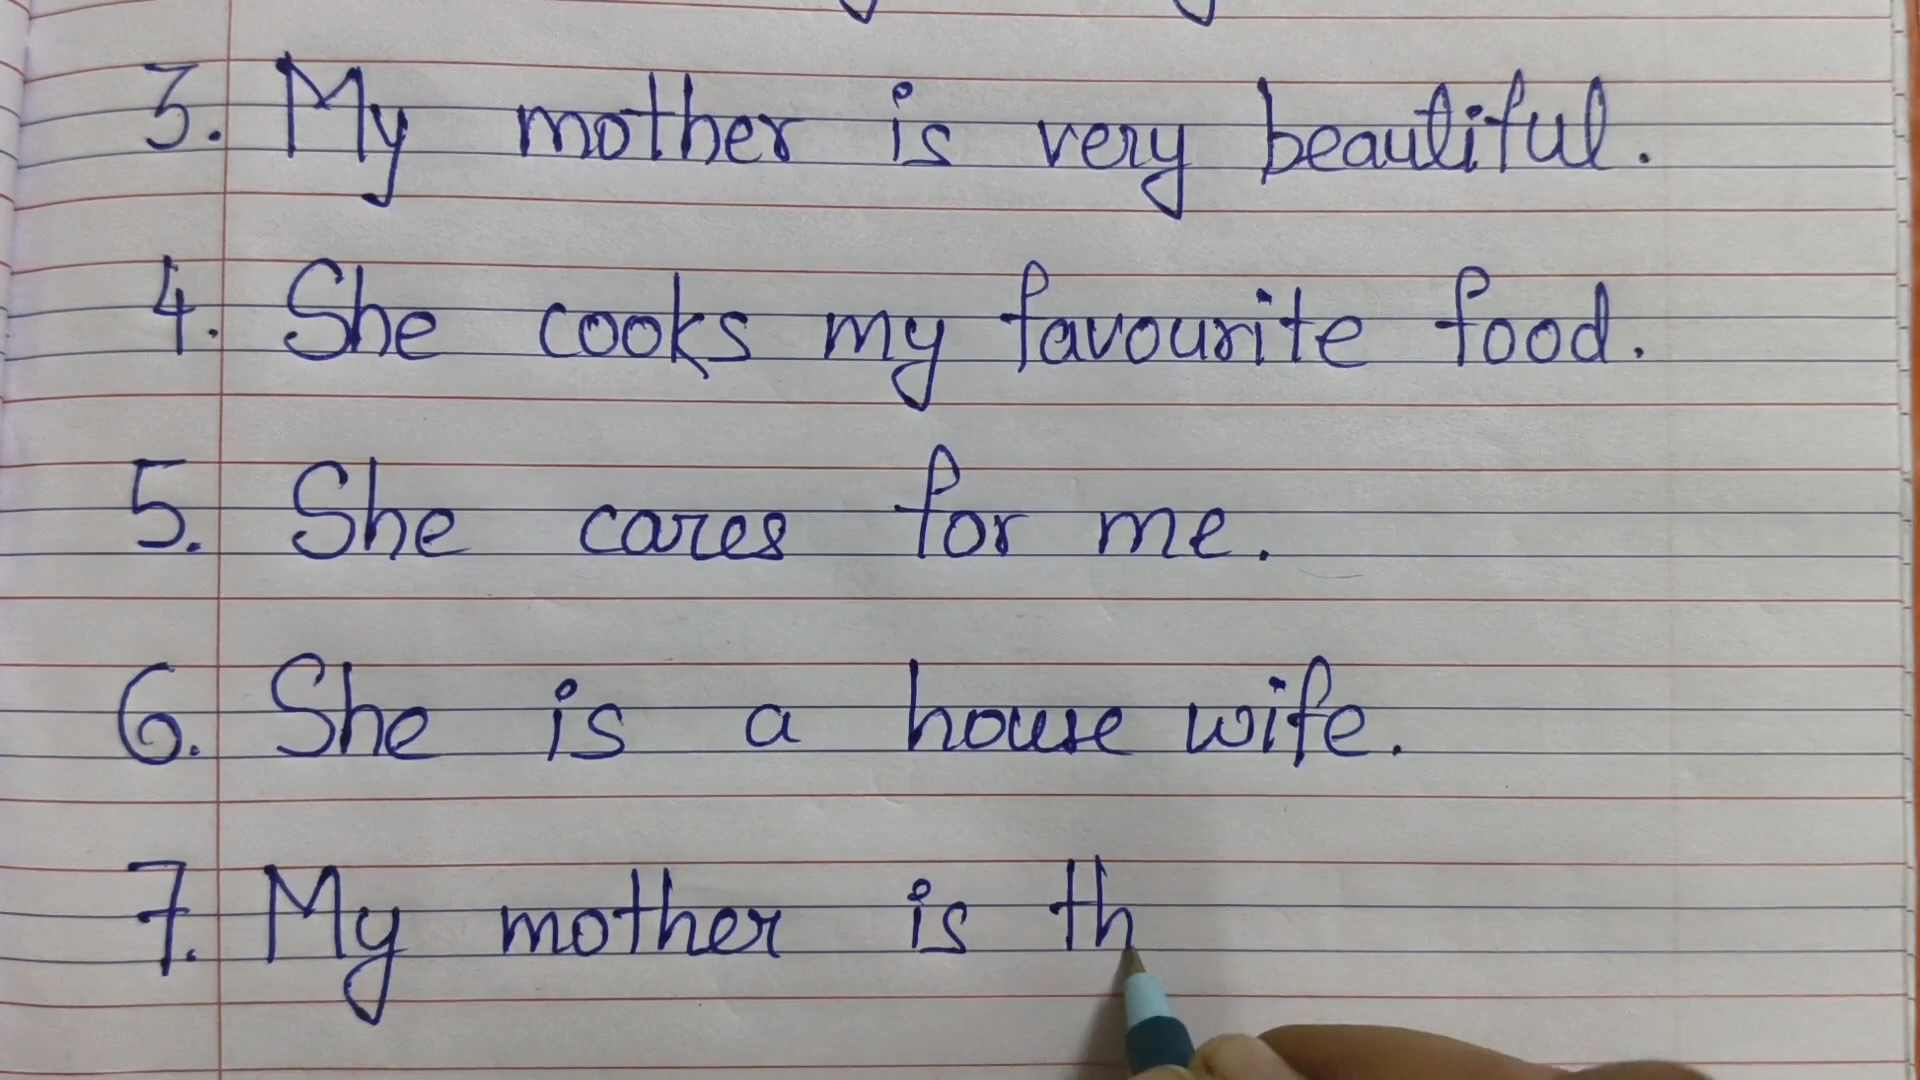 3. My mother is very beautiful.
4. She cooks my favourite food.
5. She cares for me.
6. She is a house wife.
7. My mother is th